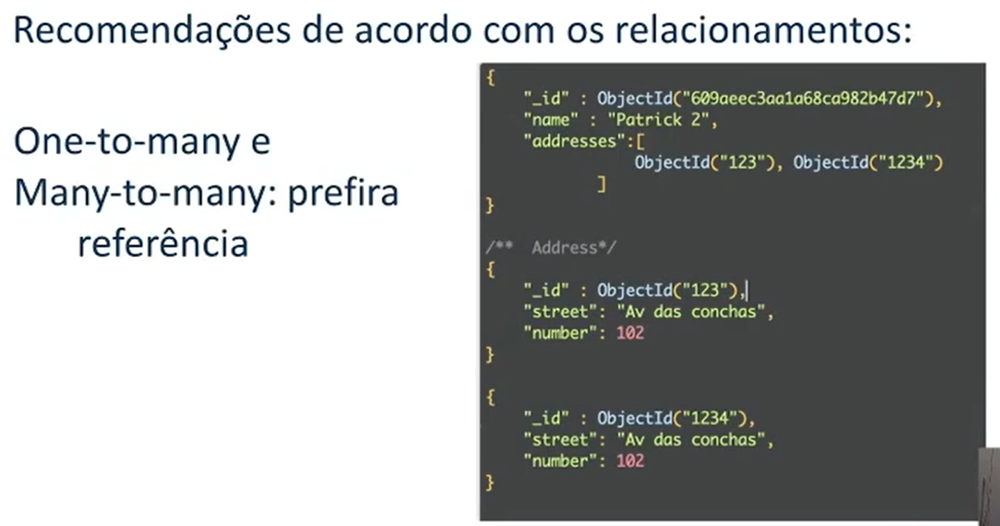 Recomendações de acordo com os relacionamentos:
One-to-many e
Many-to-many: prefira
referência
{
"_id" : ObjectId("609aeec3aa1a68ca982b47d7"),
"name" : "Patrick 2",
"addresses":[
ObjectId("123"), ObjectId("1234")
]
}
/** Address*/
{
"_id" : ObjectId("123"),
"street": "Av das conchas",
"number": 102
}
{
"_id" : ObjectId("1234"),
"street": "Av das conchas",
"number": 102
}